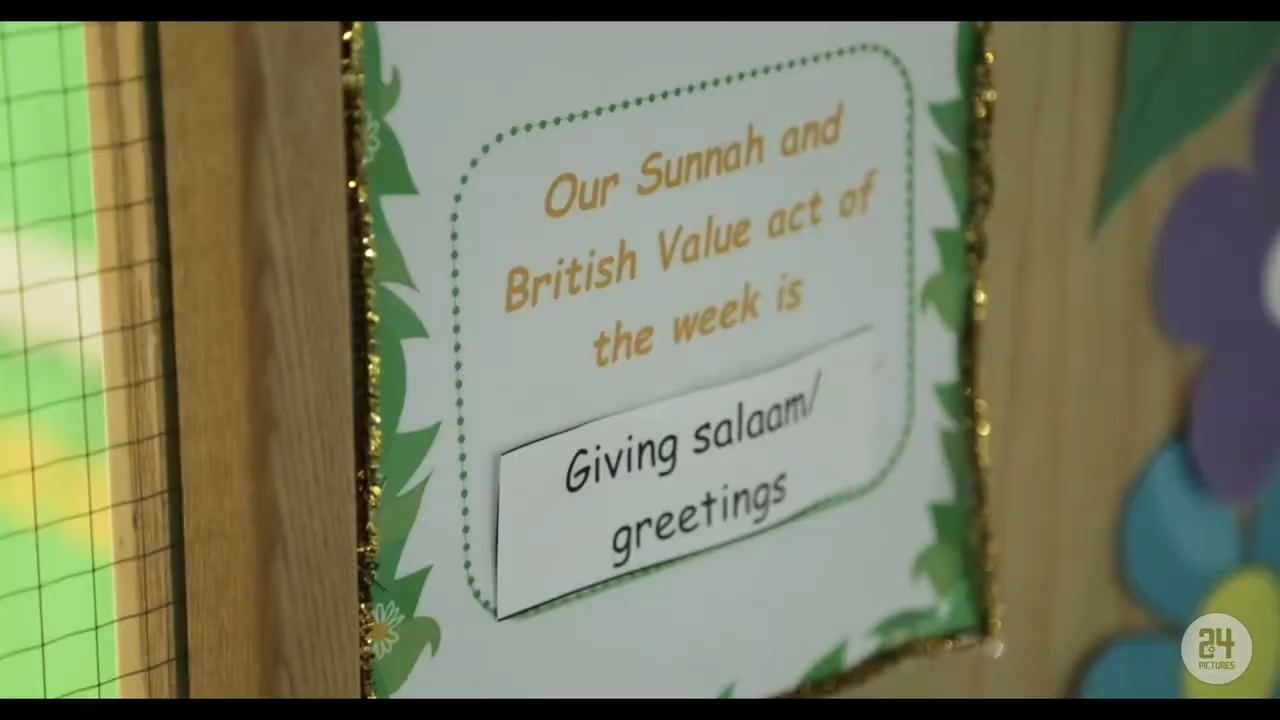 Our Sunnah and
British Value act of
the week is
Giving salaam/
greetings
24
PICTURES